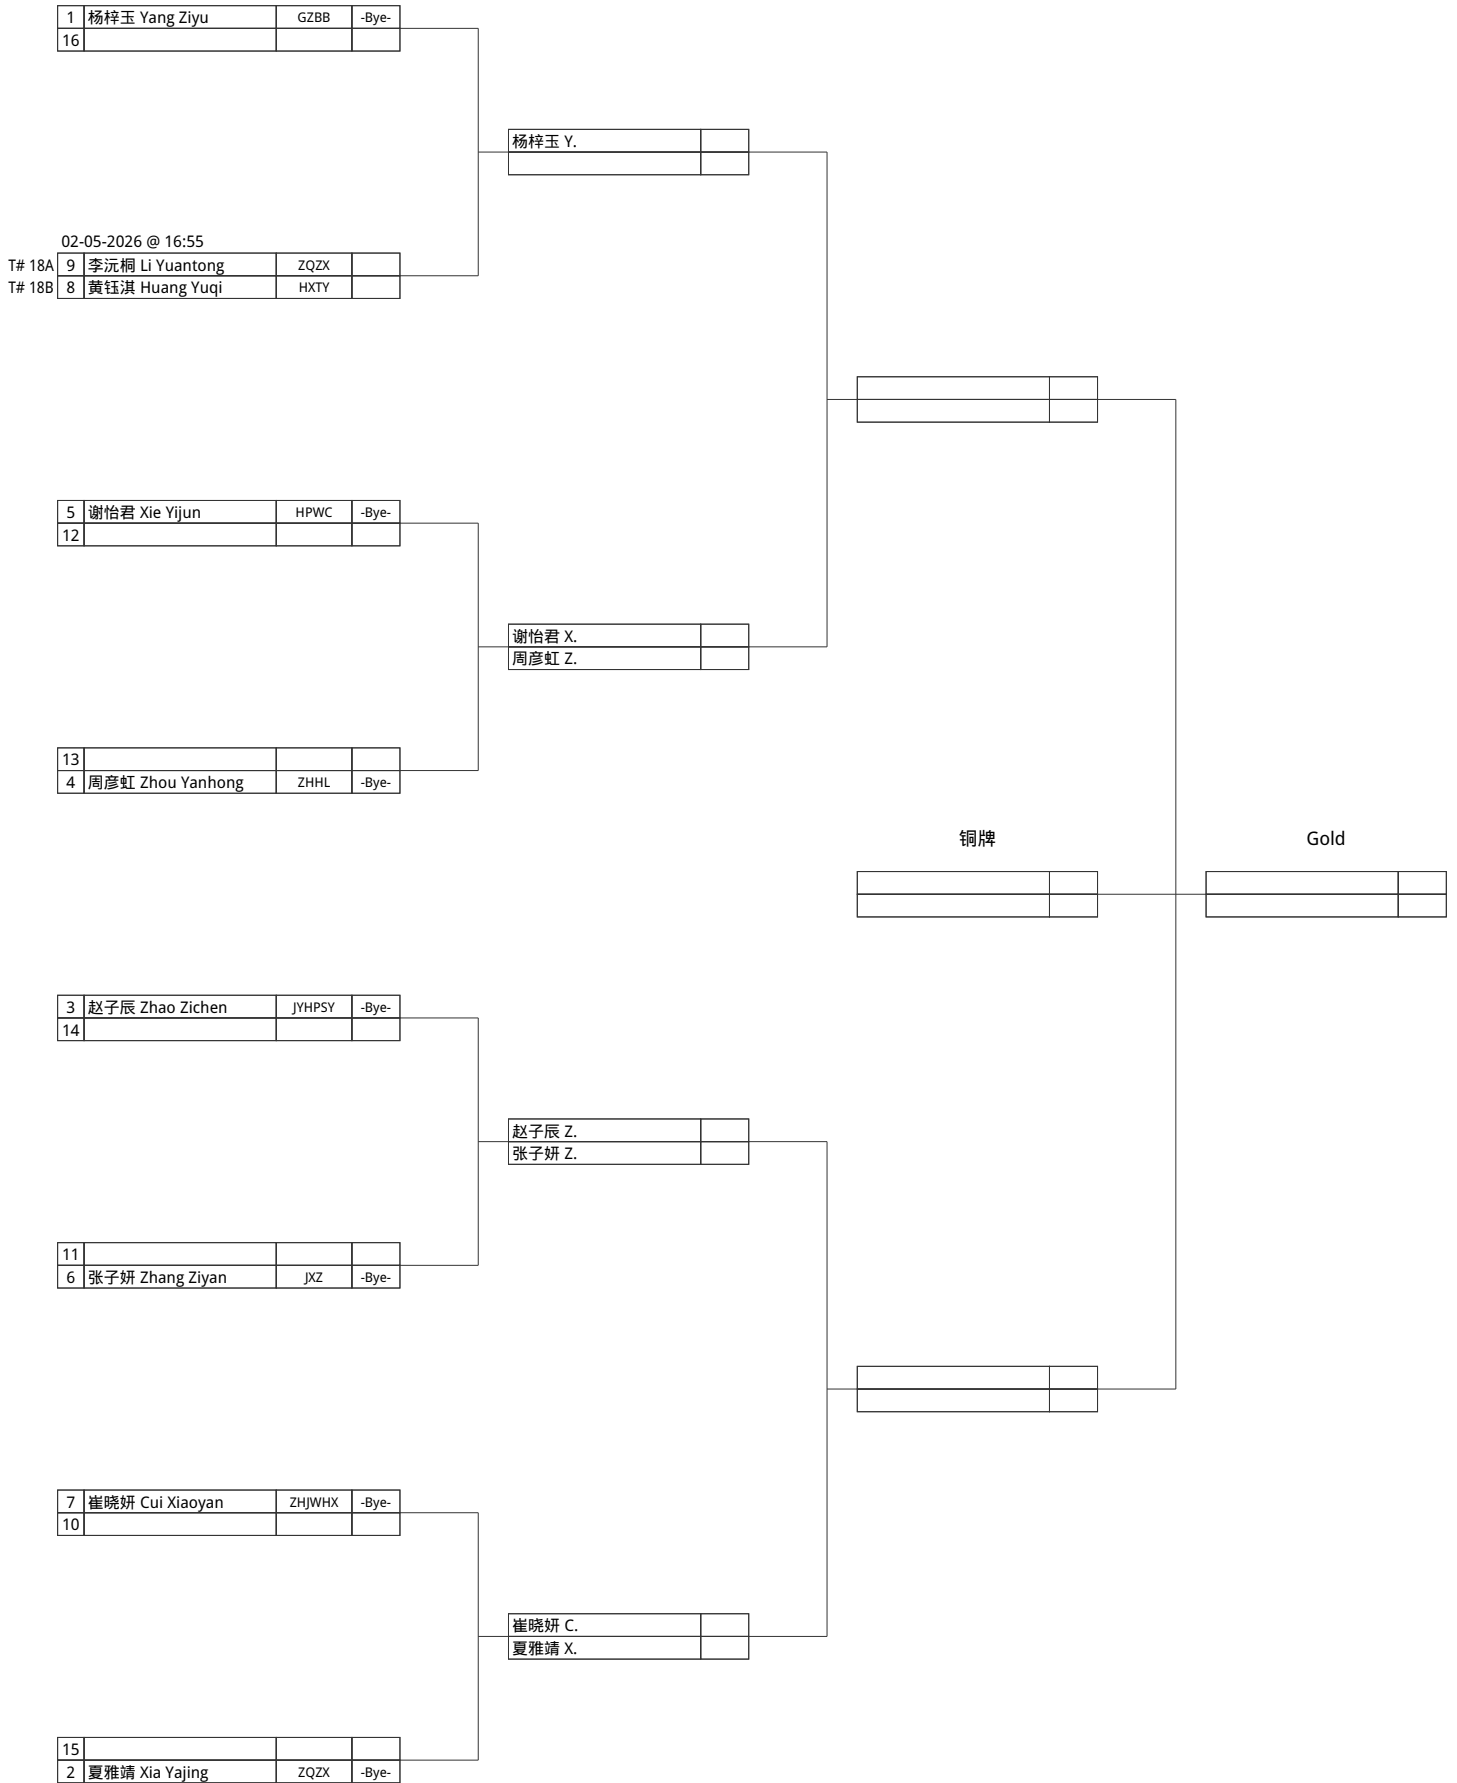 1 杨梓玉 Yang Ziyu GZBB -Bye-
16
杨梓玉 Y.
02-05-2026 @ 16:55
T# 18A 9 李沅桐 Li Yuantong ZQZX
T# 18B 8 黄钰淇 Huang Yuqi HXTY
5 谢怡君 Xie Yijun HPWC -Bye-
12
谢怡君 X.
周彦虹 Z.
13
4 周彦虹 Zhou Yanhong ZHHL -Bye-
铜牌 Gold
3 赵子辰 Zhao Zichen JYHPSY -Bye-
14
赵子辰 Z.
张子妍 Z.
11
6 张子妍 Zhang Ziyan JXZ -Bye-
7 崔晓妍 Cui Xiaoyan ZHJWHX -Bye-
10
崔晓妍 C.
夏雅靖 X.
15
2 夏雅靖 Xia Yajing ZQZX -Bye-